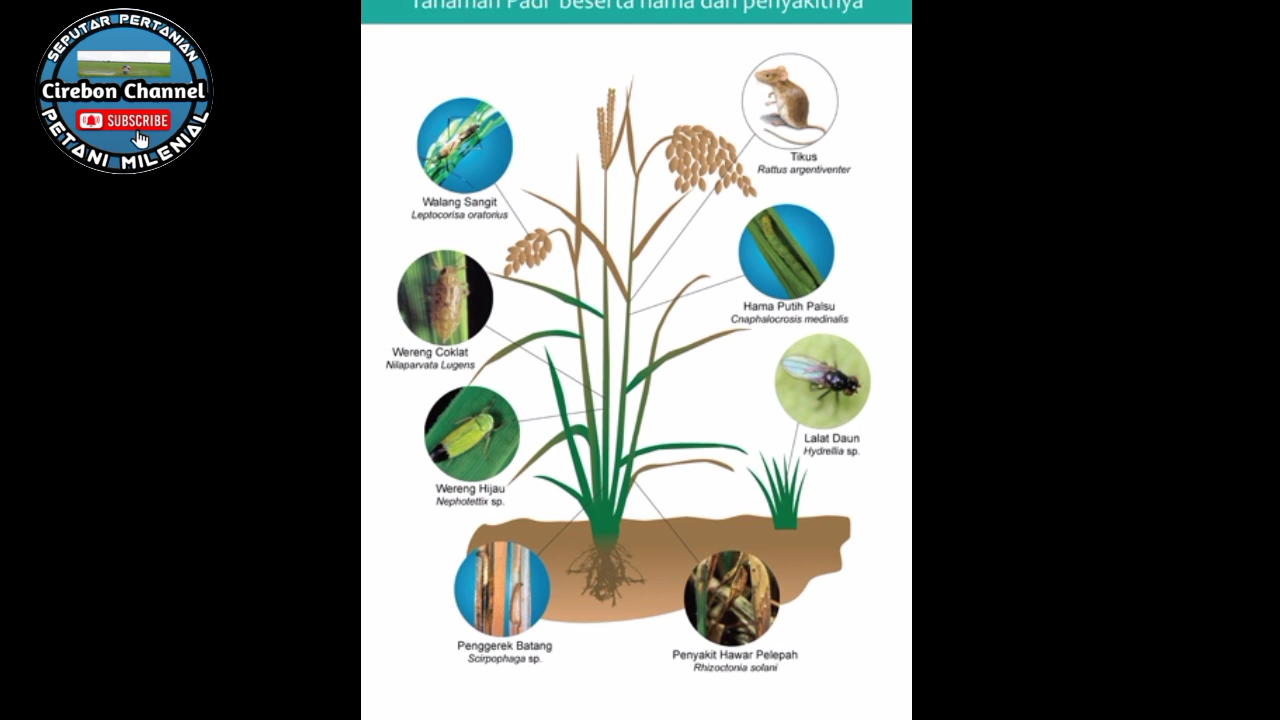 Tanaman Padi beserta nama dan penyakitnya
SEPUTAR PERTANIAN
Cirebon Channel
SUBSCRIBE
PETANI MILENIAL
Tikus
Rattus argentiventer
Walang Sangit
Leptocorisa oratorius
Hama Putih Palsu
Cnaphalocrosis medinalis
Wereng Coklat
Nilaparvata Lugens
Lalat Daun
Hydrellia sp.
Wereng Hijau
Nephotettix sp.
Penggerek Batang
Scirpophaga sp.
Penyakit Hawar Pelepah
Rhizoctonia solani